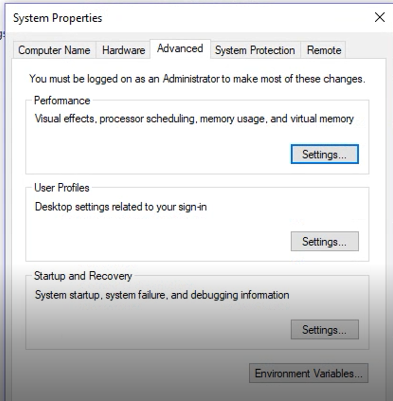 System Properties
Computer Name
Hardware
Advanced
System Protection
Remote
You must be logged on as an Administrator to make most of these changes.
Performance
Visual effects, processor scheduling, memory usage, and virtual memory
Settings...
User Profiles
Desktop settings related to your sign-in
Settings...
Startup and Recovery
System startup, system failure, and debugging information
Settings...
Environment Variables...